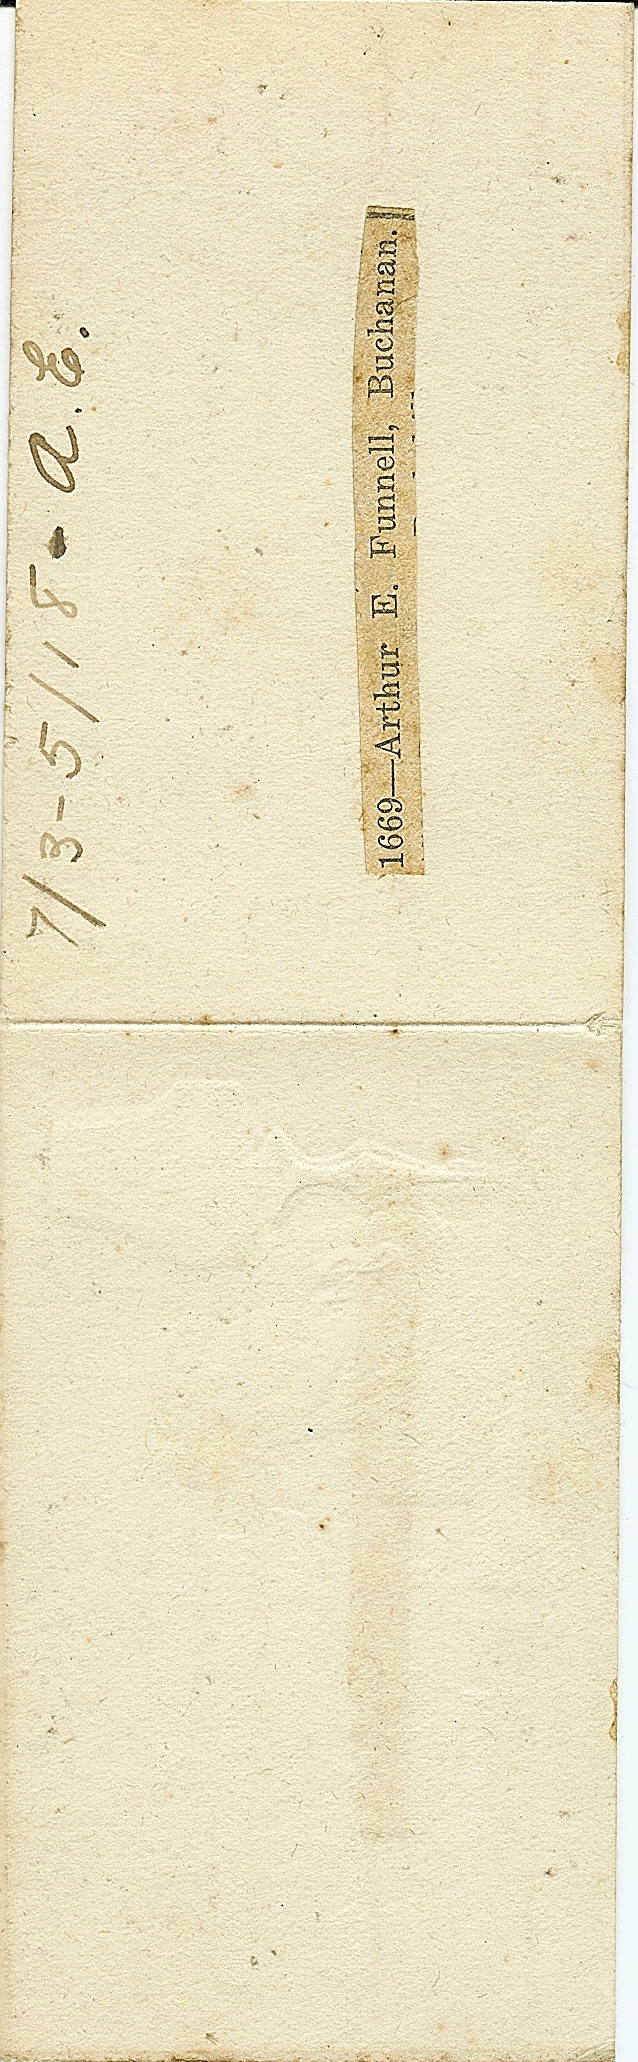 7/3-5/18- A.E.
1669—Arthur E. Funnell, Buchanan.